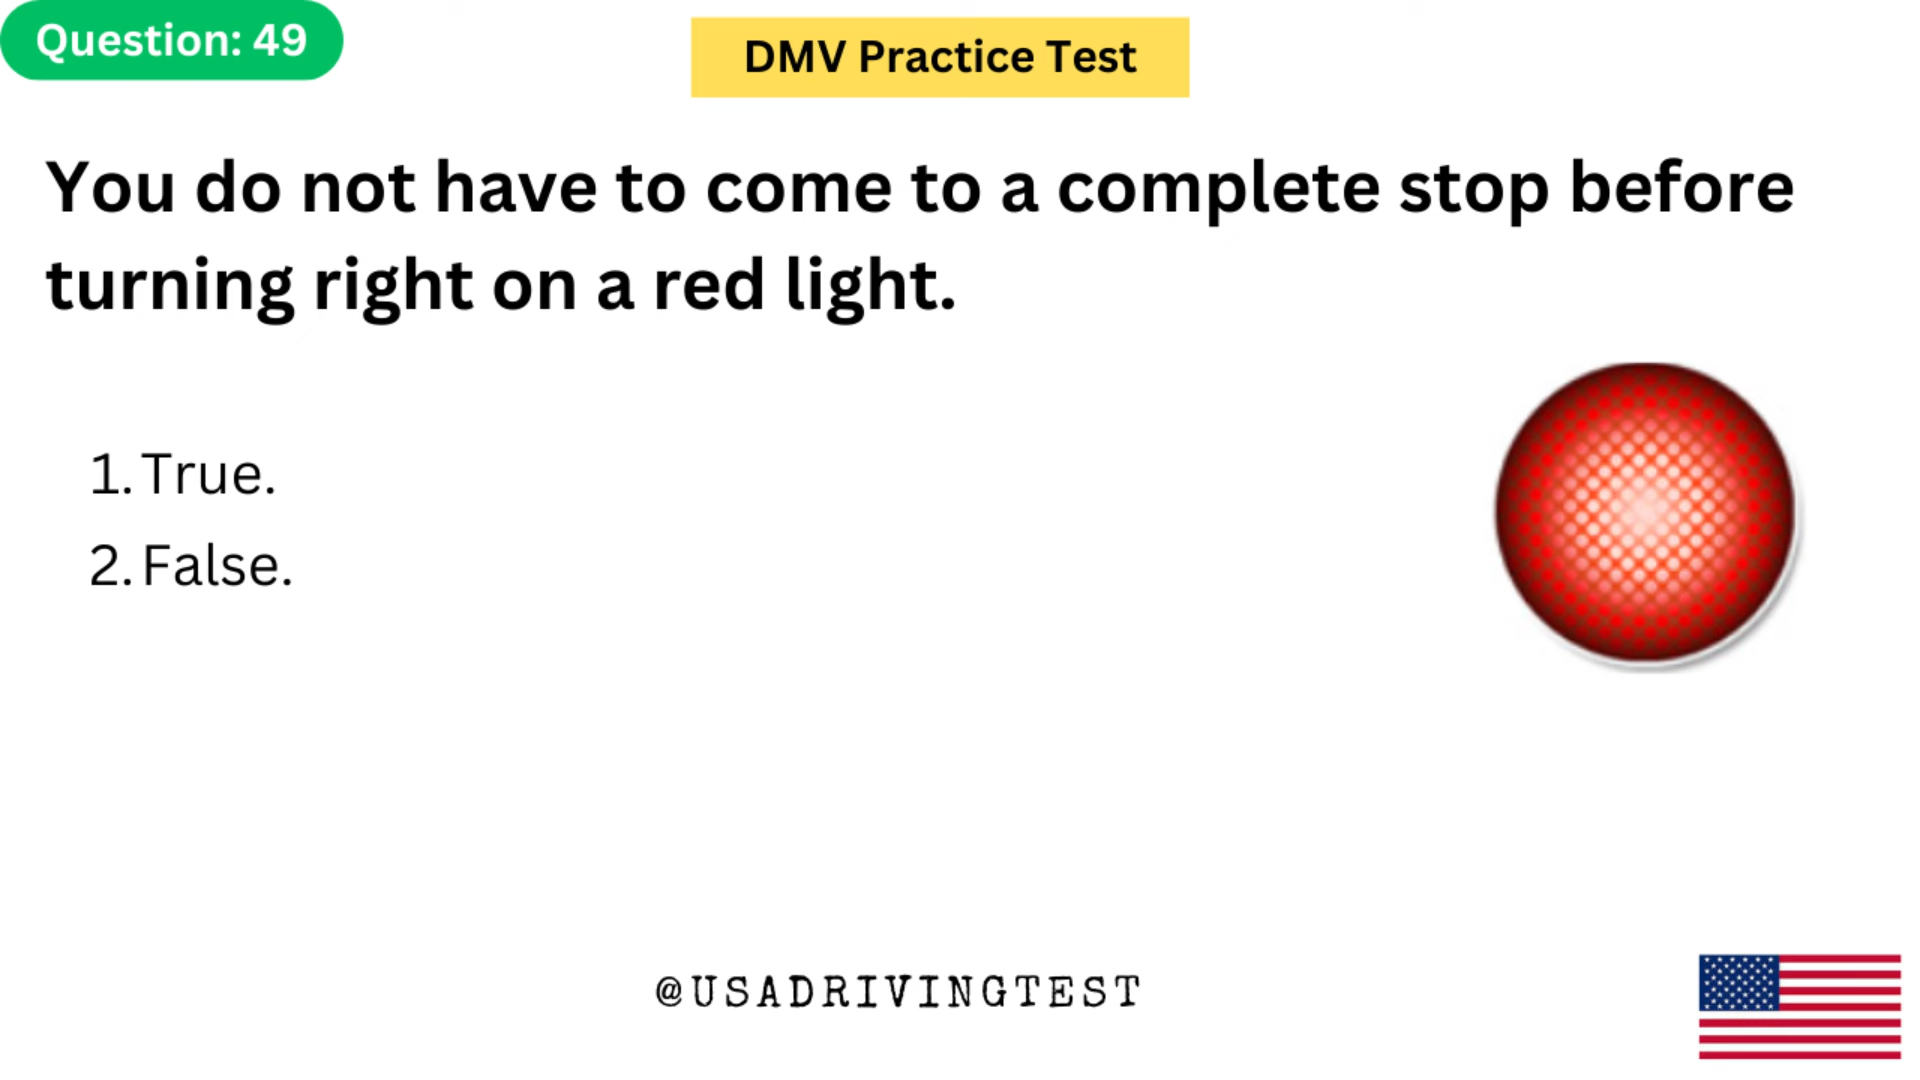 Question: 49
DMV Practice Test
You do not have to come to a complete stop before
turning right on a red light.
1. True.
2. False.
@USADRIVINGTEST